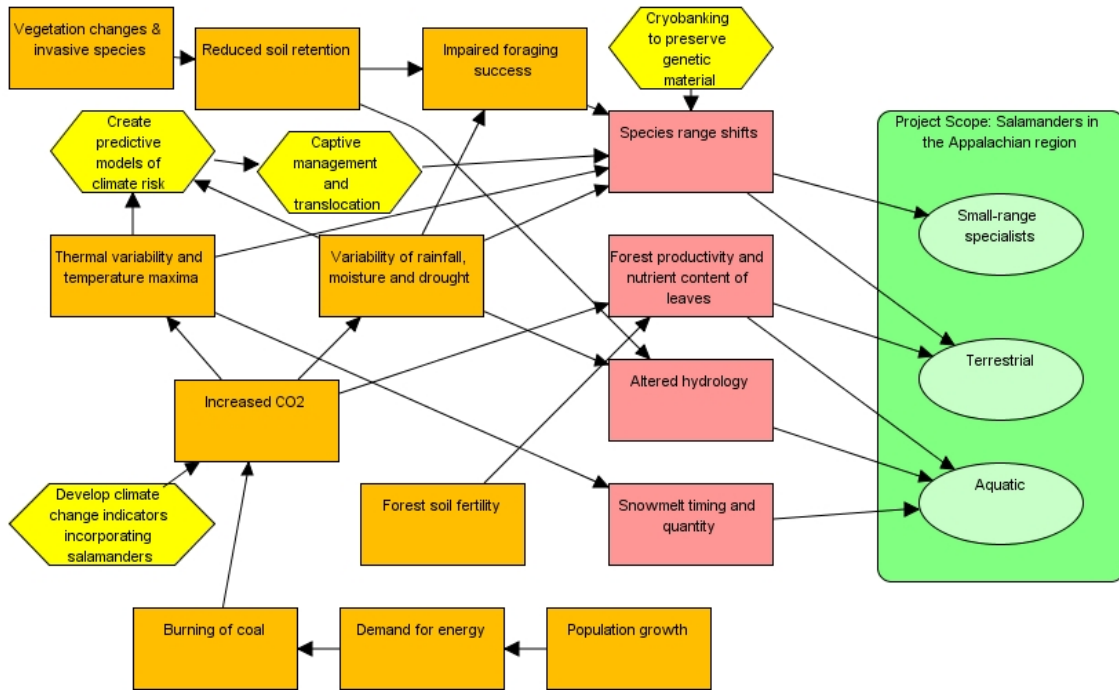 Vegetation changes &
invasive species
Reduced soil retention
Impaired foraging
success
Cryobanking
to preserve
genetic
material
Create
predictive
models of
climate risk
Captive
management
and
translocation
Species range shifts
Project Scope: Salamanders in
the Appalachian region
Small-range
specialists
Thermal variability and
temperature maxima
Variability of rainfall,
moisture and drought
Forest productivity and
nutrient content of
leaves
Terrestrial
Increased CO2
Altered hydrology
Develop climate
change indicators
incorporating
salamanders
Forest soil fertility
Snowmelt timing and
quantity
Aquatic
Burning of coal
Demand for energy
Population growth